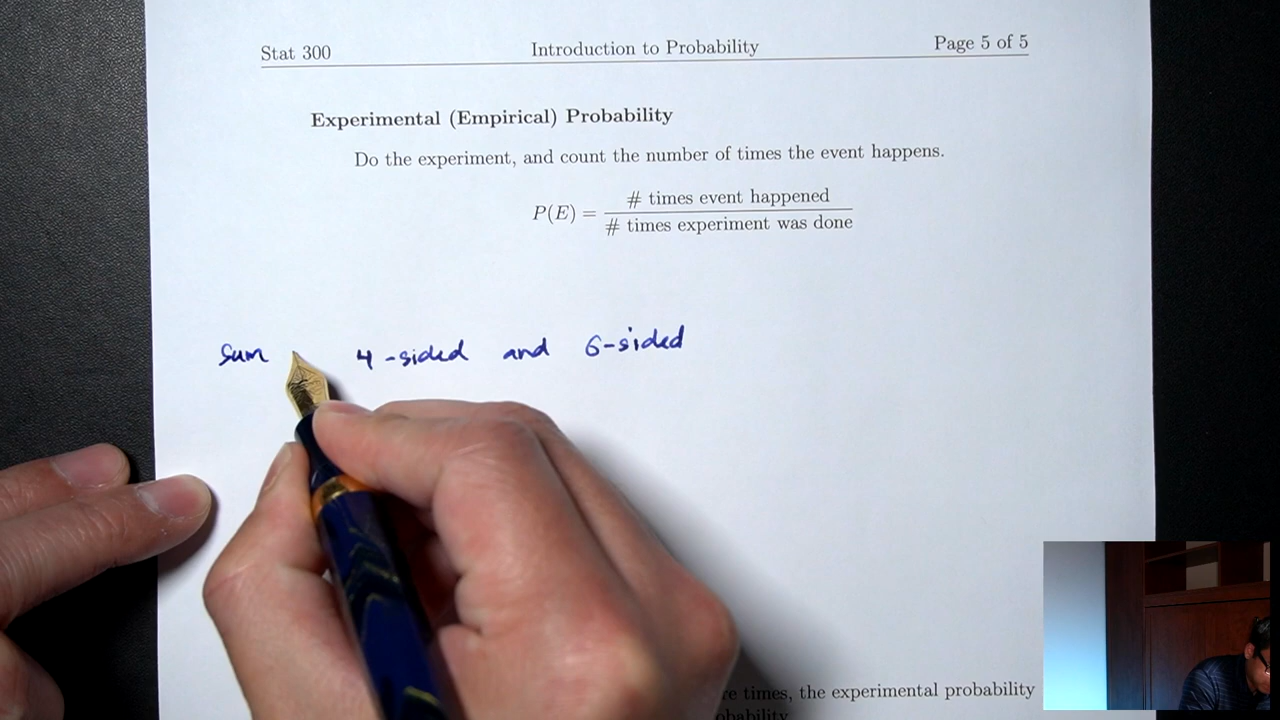 Stat 300 Introduction to Probability Page 5 of 5
Experimental (Empirical) Probability
Do the experiment, and count the number of times the event happens.
P(E) = # times event happened / # times experiment was done
Sum 4-sided and 6-sided
times, the experimental probability